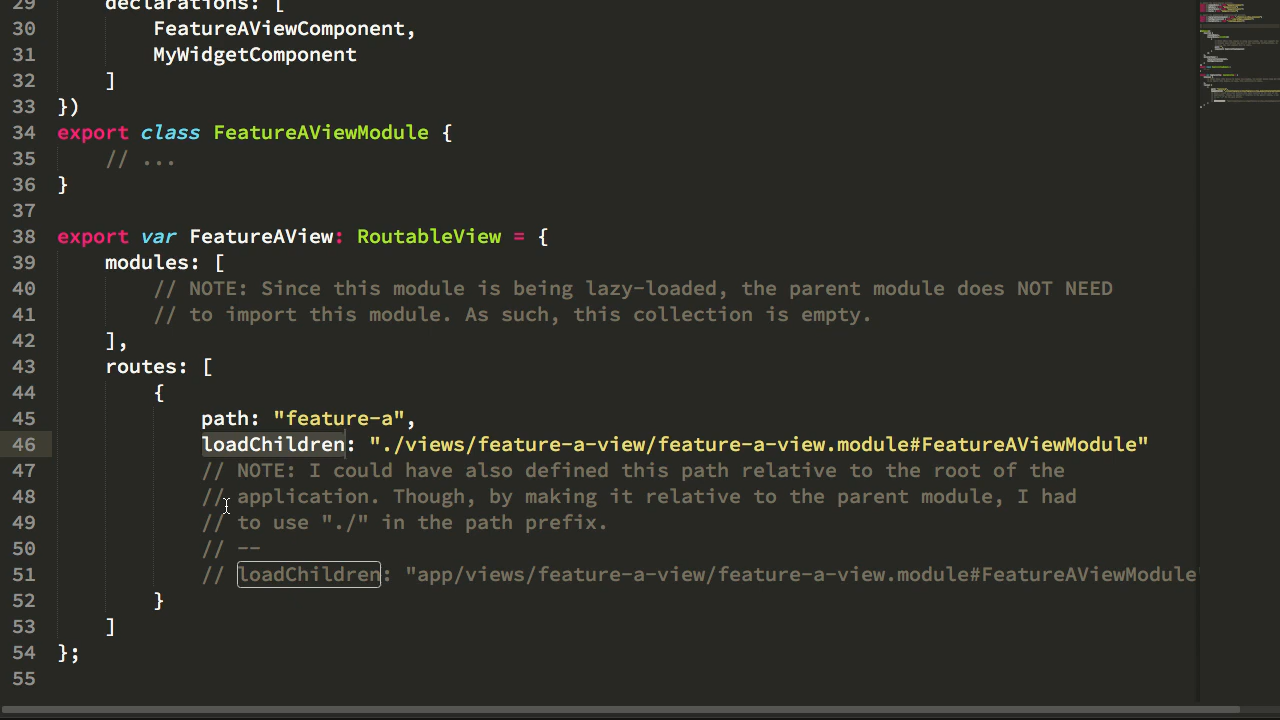 29 declarations: [
30 FeatureAViewComponent,
31 MyWidgetComponent
32 ]
33 })
34 export class FeatureAViewModule {
35 // ...
36 }
37
38 export var FeatureAView: RoutableView = {
39 modules: [
40 // NOTE: Since this module is being lazy-loaded, the parent module does NOT NEED
41 // to import this module. As such, this collection is empty.
42 ],
43 routes: [
44 {
45 path: "feature-a",
46 loadChildren: "./views/feature-a-view/feature-a-view.module#FeatureAViewModule"
47 // NOTE: I could have also defined this path relative to the root of the
48 // application. Though, by making it relative to the parent module, I had
49 // to use "./" in the path prefix.
50 // --
51 // loadChildren: "app/views/feature-a-view/feature-a-view.module#FeatureAViewModule
52 }
53 ]
54 };
55